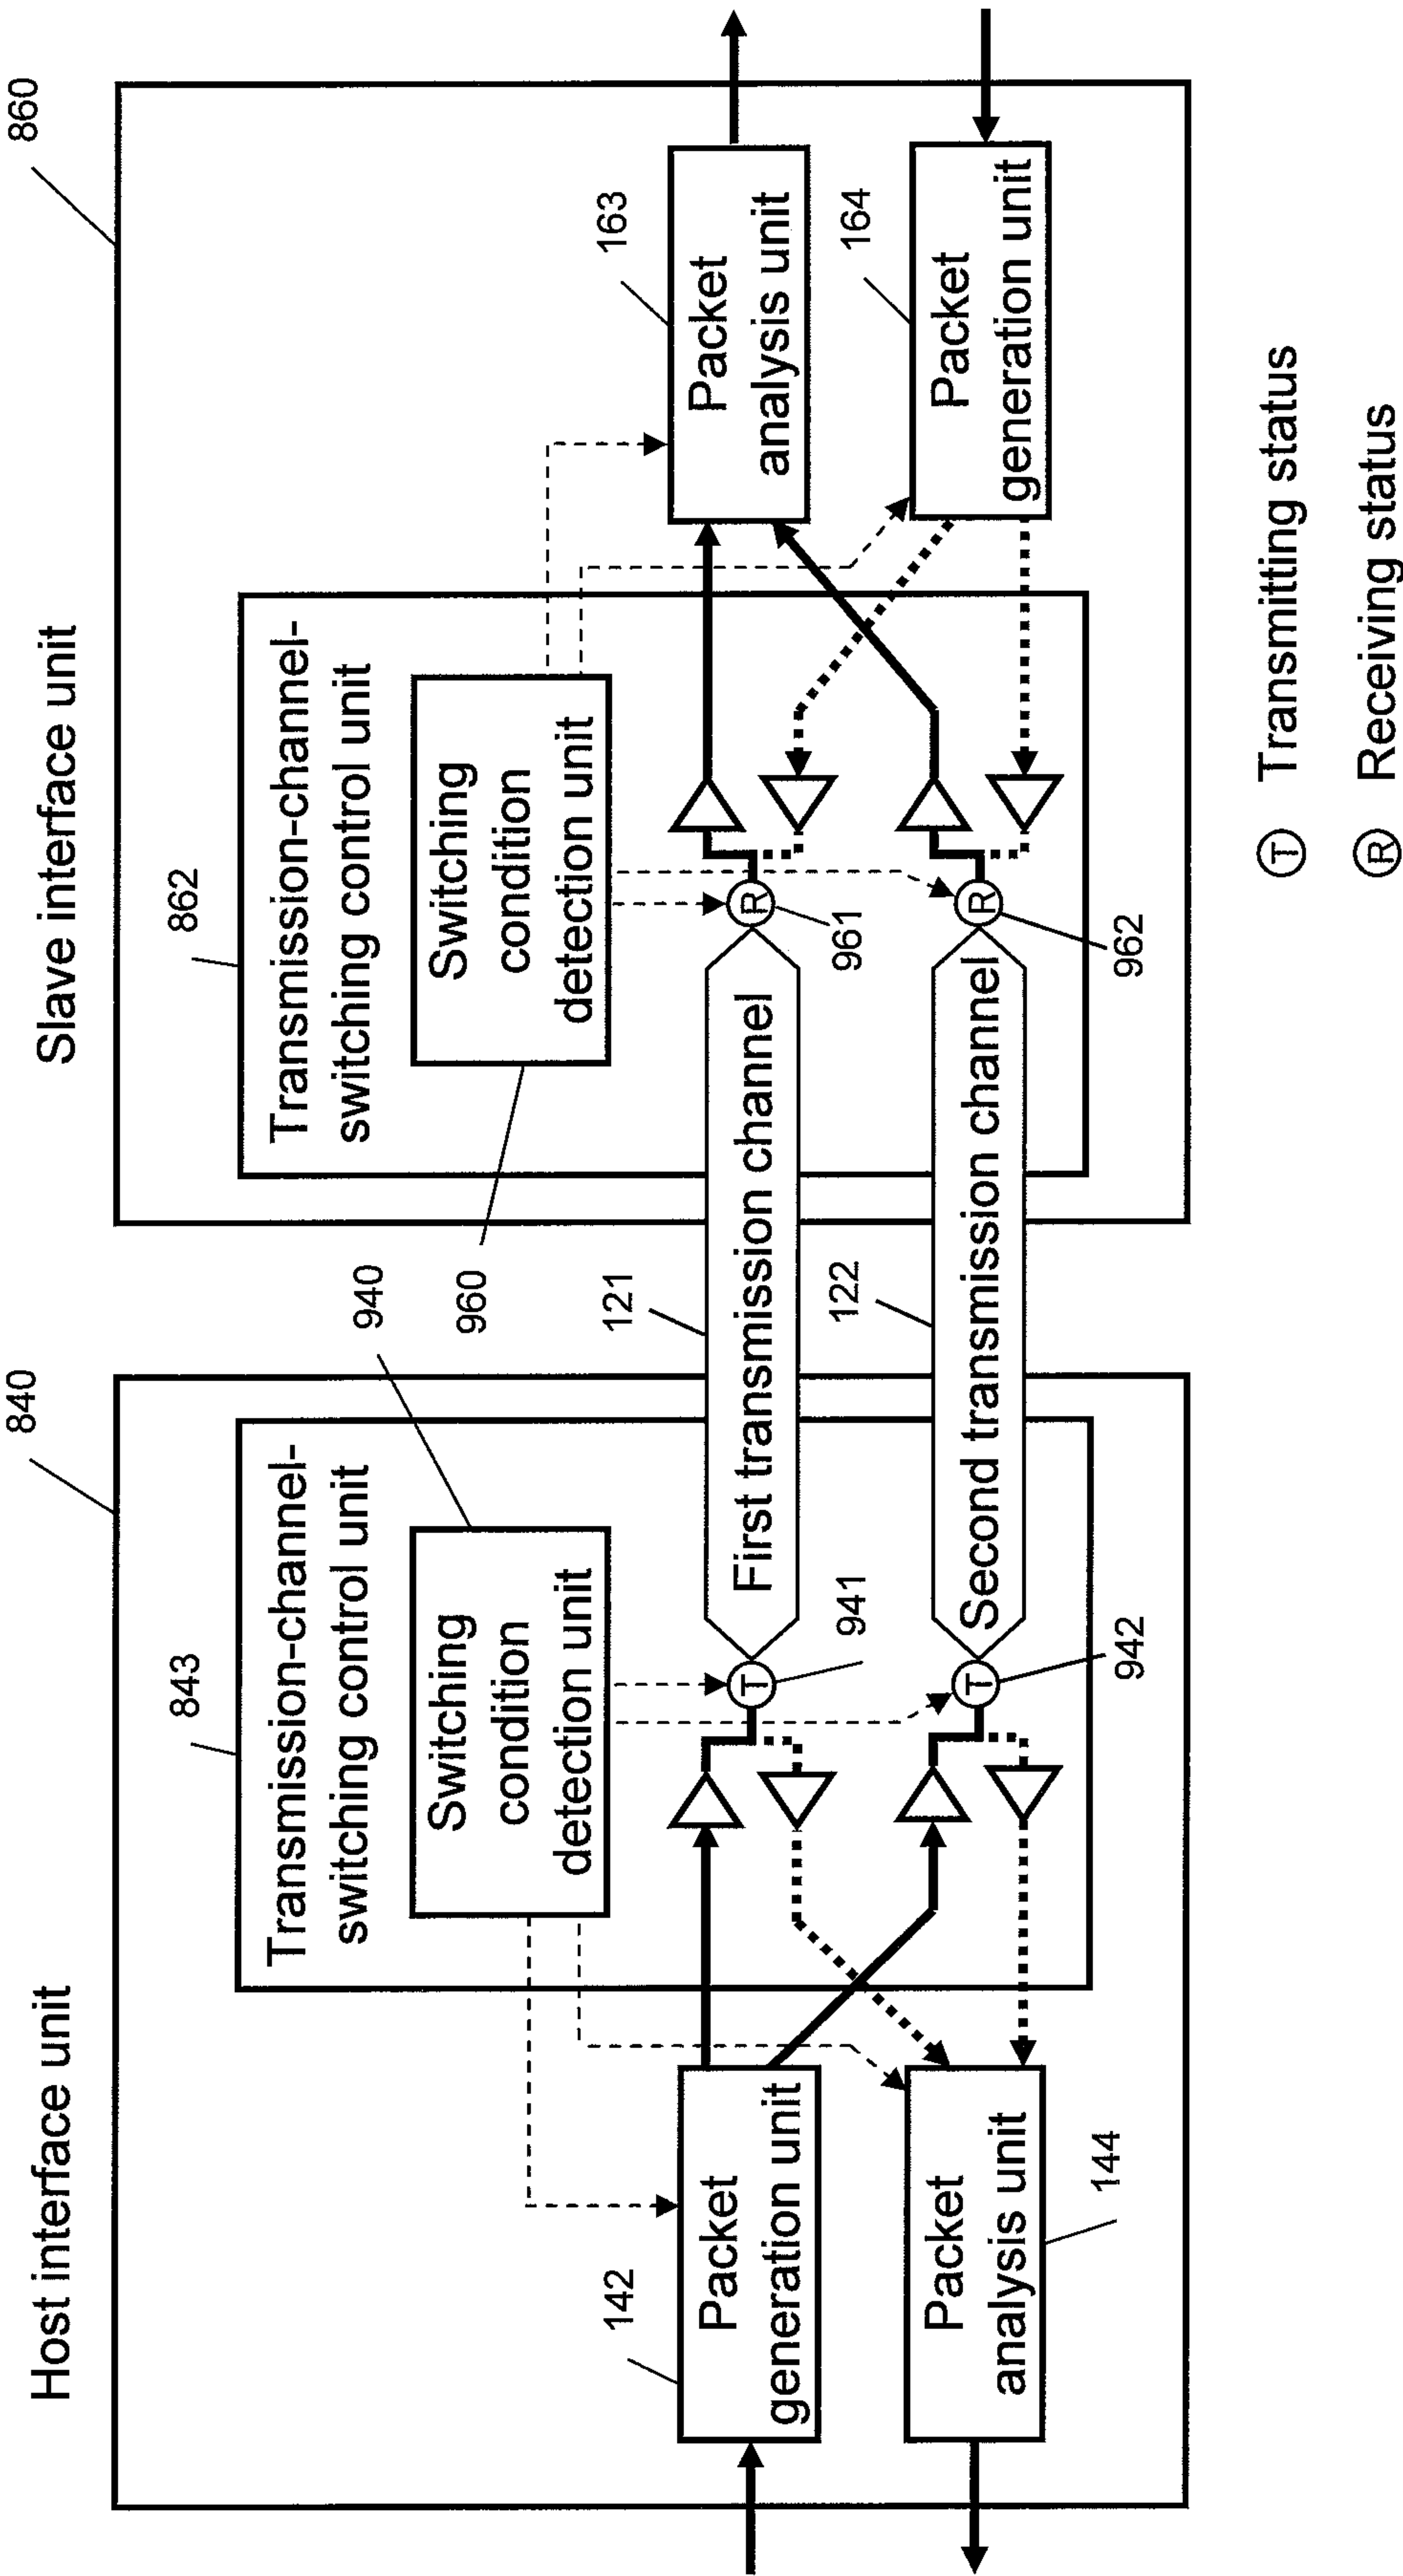 Host interface unit
840
843
Transmission-channel-
switching control unit
Switching
condition
detection unit
940
142
Packet
generation unit
Packet
analysis unit
144
941
942
121
First transmission channel
122
Second transmission channel
Slave interface unit
860
862
Transmission-channel-
switching control unit
Switching
condition
detection unit
960
961
962
163
Packet
analysis unit
164
Packet
generation unit
T
T
R
R
T Transmitting status
R Receiving status